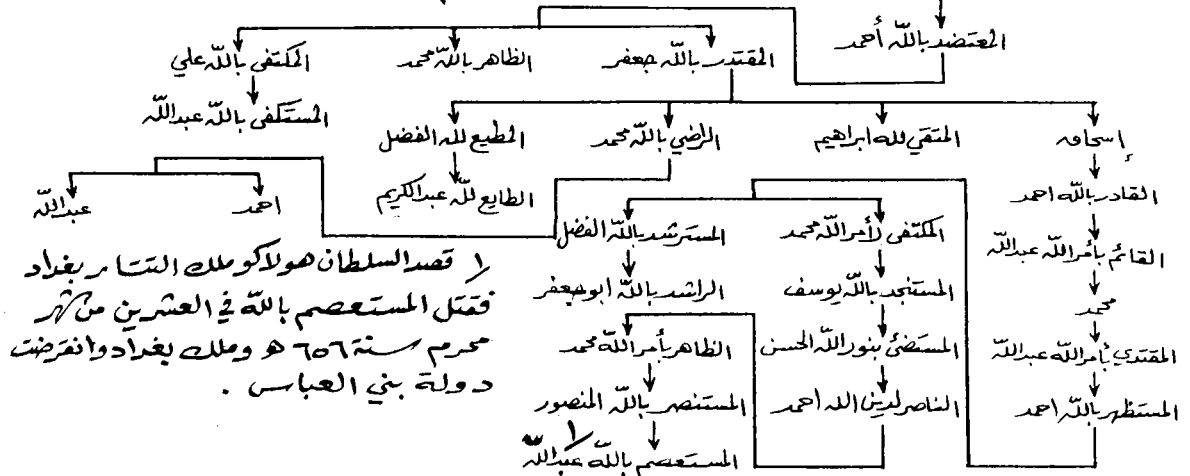 المعتضد بالله أحمد
المقتدر بالله جعفر
الظاهر بالله محمد
المكتفي بالله علي
المستكفي بالله عبدالله
اسحاق
المتقي لله ابراهيم
الراضي بالله محمد
المطيع لله الفضل
الطايع لله عبدالكريم
احمد
عبدالله
القادر بالله احمد
القائم بأمر الله عبدالله
محمد
المقتدي بأمر الله عبدالله
المستظهر بالله احمد
المكتفي لأمر الله محمد
المسترشد بالله الفضل
المستنجد بالله يوسف
الراشد بالله ابو جعفر
المستضئ بنور الله الحسن
الظاهر بأمر الله محمد
الناصر لدين الله احمد
المستنصر بالله المنصور
١
المستعصم بالله عبدالله
١ قصد السلطان هولاكو ملك التتار بغداد
فقتل المستعصم بالله في العشرين من شهر
محرم سنة ٦٥٦ هـ وملك بغداد وانقرضت
دولة بني العباس .